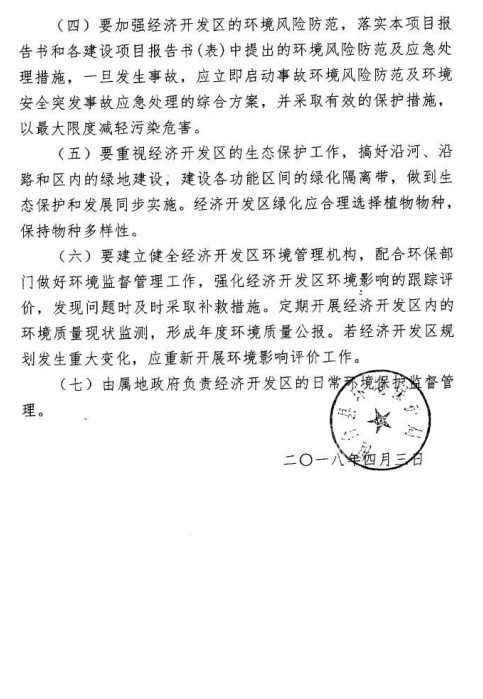 （四）要加强经济开发区的环境风险防范，落实本项目报
告书和各建设项目报告书(表)中提出的环境风险防范及应急处
理措施，一旦发生事故，应立即启动事故环境风险防范及环境
安全突发事故应急处理的综合方案，并采取有效的保护措施，
以最大限度减轻污染危害。
（五）要重视经济开发区的生态保护工作，搞好沿河、沿
路和区内的绿地建设，建设各功能区间的绿化隔离带，做到生
态保护和发展同步实施。经济开发区绿化应合理选择植物物种，
保持物种多样性。
（六）要建立健全经济开发区环境管理机构，配合环保部
门做好环境监督管理工作，强化经济开发区环境影响的跟踪评
价，发现问题时及时采取补救措施。定期开展经济开发区内的
环境质量现状监测，形成年度环境质量公报。若经济开发区规
划发生重大变化，应重新开展环境影响评价工作。
（七）由属地政府负责经济开发区的日常环境保护监督管
理。
二〇一八年四月三日